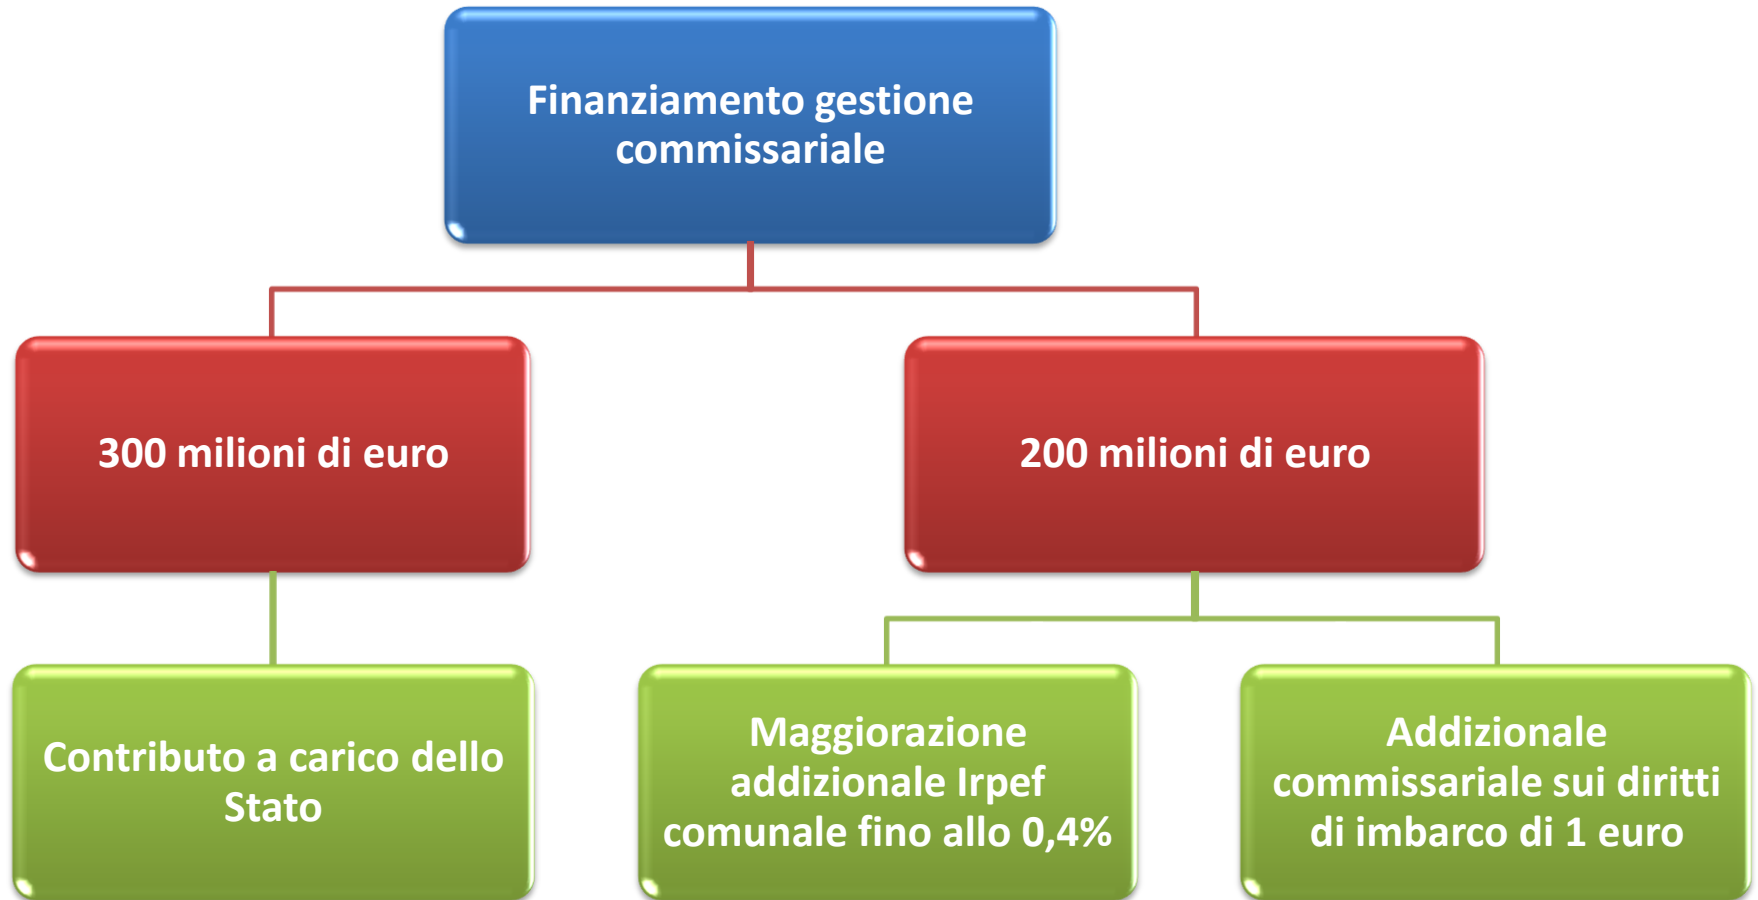 Finanziamento gestione
commissariale
300 milioni di euro
200 milioni di euro
Contributo a carico dello
Stato
Maggiorazione
addizionale Irpef
comunale fino allo 0,4%
Addizionale
commissariale sui diritti
di imbarco di 1 euro